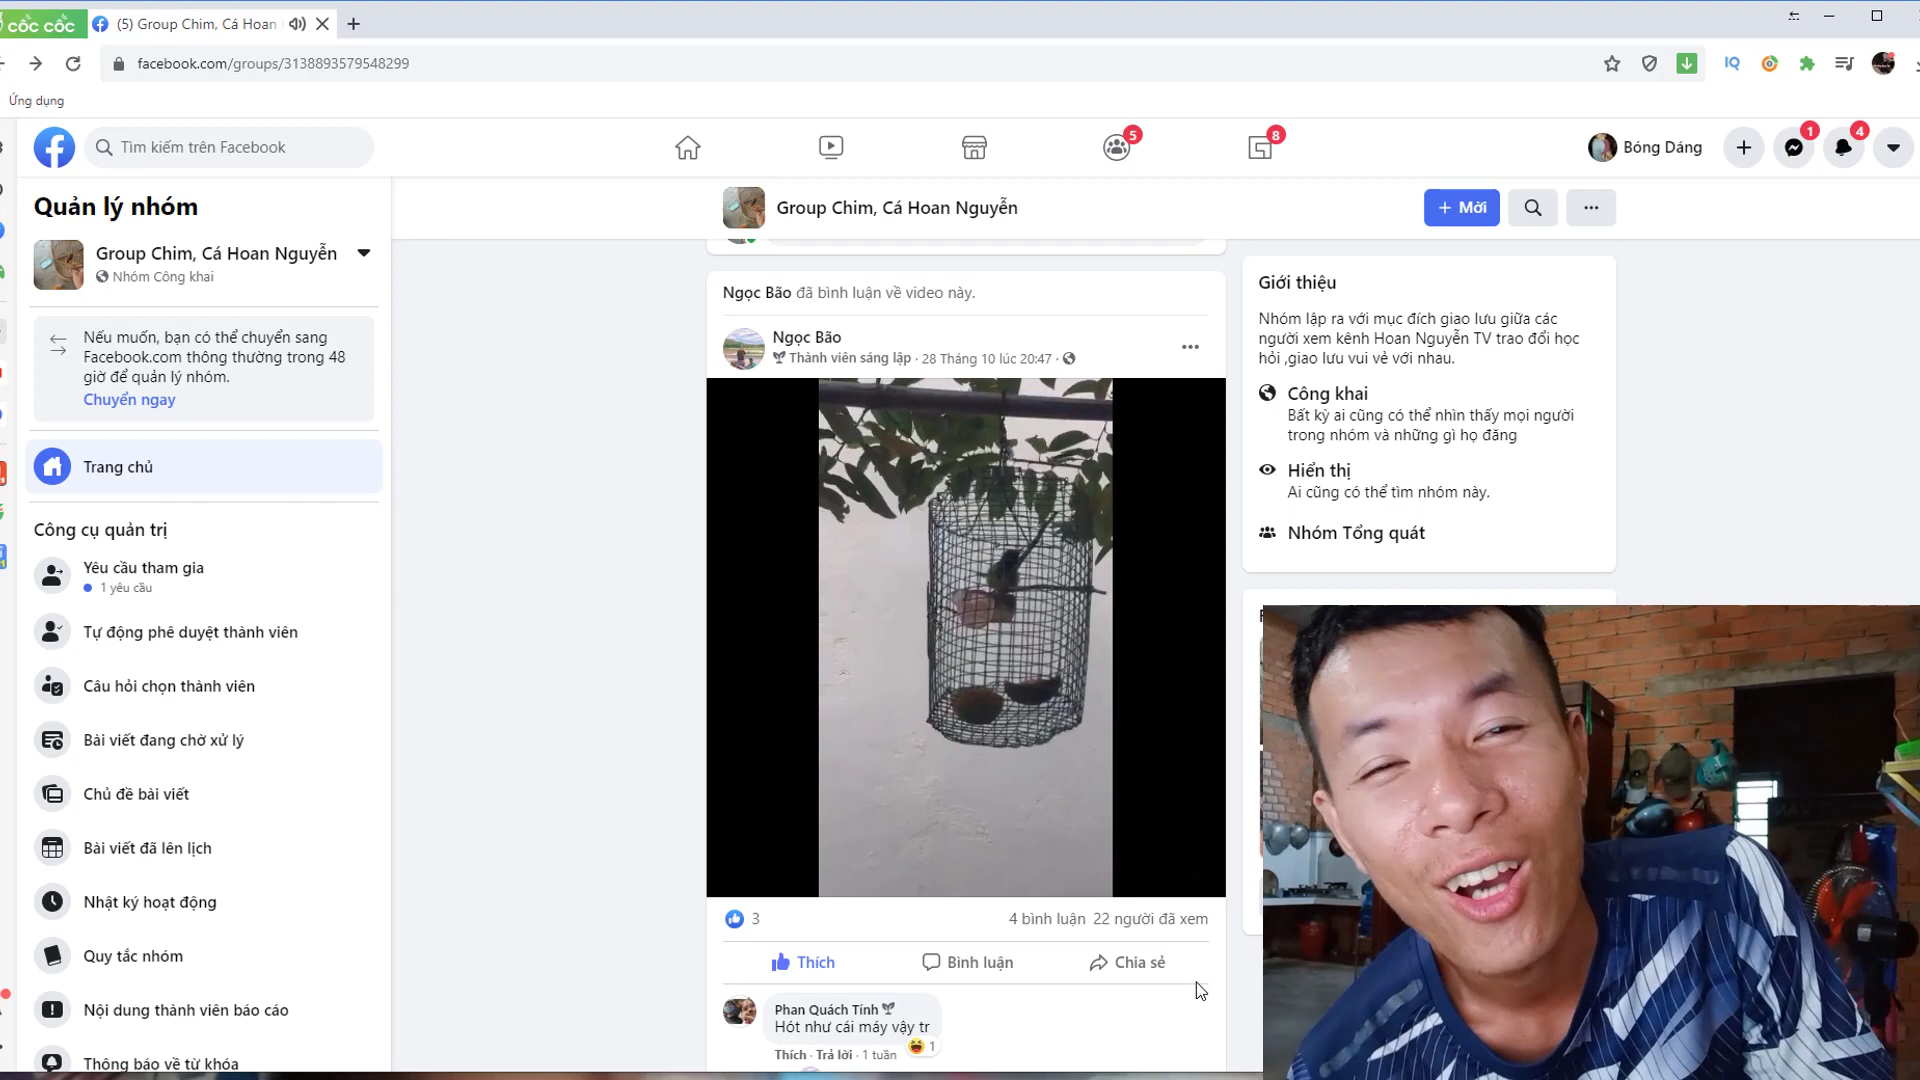 cốc cốc
(5) Group Chim, Cá Hoan
facebook.com/groups/3138893579548299
IQ
Ứng dụng
Tìm kiếm trên Facebook
5
8
Bóng Dáng
1
4
Quản lý nhóm
Group Chim, Cá Hoan Nguyễn
Nhóm Công khai
Nếu muốn, bạn có thể chuyển sang
Facebook.com thông thường trong 48
giờ để quản lý nhóm.
Chuyển ngay
Trang chủ
Công cụ quản trị
Yêu cầu tham gia
1 yêu cầu
Tự động phê duyệt thành viên
Câu hỏi chọn thành viên
Bài viết đang chờ xử lý
Chủ đề bài viết
Bài viết đã lên lịch
Nhật ký hoạt động
Quy tắc nhóm
Nội dung thành viên báo cáo
Thông báo về từ khóa
Group Chim, Cá Hoan Nguyễn
+ Mời
Ngọc Bão đã bình luận về video này.
Ngọc Bão
Thành viên sáng lập · 28 Tháng 10 lúc 20:47 ·
3
4 bình luận 22 người đã xem
Thích
Bình luận
Chia sẻ
Phan Quách Tính
Hót như cái máy vậy tr
1
Thích · Trả lời · 1 tuần
Giới thiệu
Nhóm lập ra với mục đích giao lưu giữa các
người xem kênh Hoan Nguyễn TV trao đổi học
hỏi ,giao lưu vui vẻ với nhau.
Công khai
Bất kỳ ai cũng có thể nhìn thấy mọi người
trong nhóm và những gì họ đăng
Hiển thị
Ai cũng có thể tìm nhóm này.
Nhóm Tổng quát